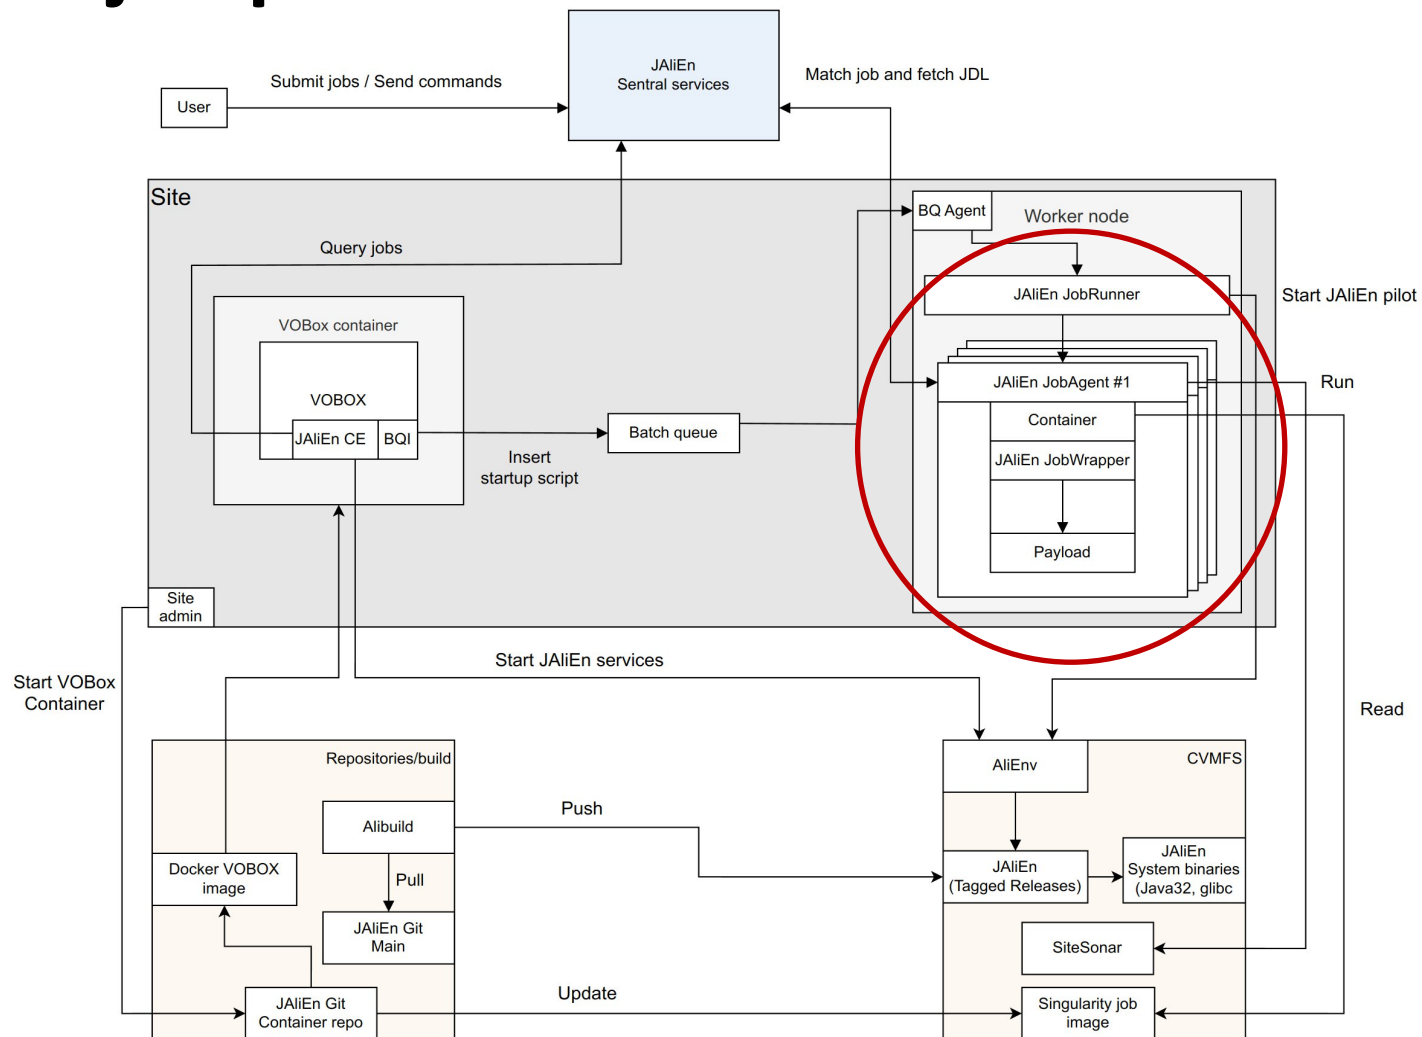 JAliEn
Sentral services
Submit jobs / Send commands
Match job and fetch JDL
User
Site
BQ Agent
Worker node
Query jobs
JAliEn JobRunner
Start JAliEn pilot
VOBox container
JAliEn JobAgent #1
Run
VOBOX
Container
JAliEn CE
BQI
Batch queue
JAliEn JobWrapper
Insert
startup script
Payload
Site
admin
Start JAliEn services
Start VOBox
Container
Read
Repositories/build
AliEnv
CVMFS
Push
Alibuild
Docker VOBOX
image
Pull
JAliEn
(Tagged Releases)
JAliEn
System binaries
(Java32, glibc
JAliEn Git
Main
SiteSonar
Update
JAliEn Git
Container repo
Singularity job
image